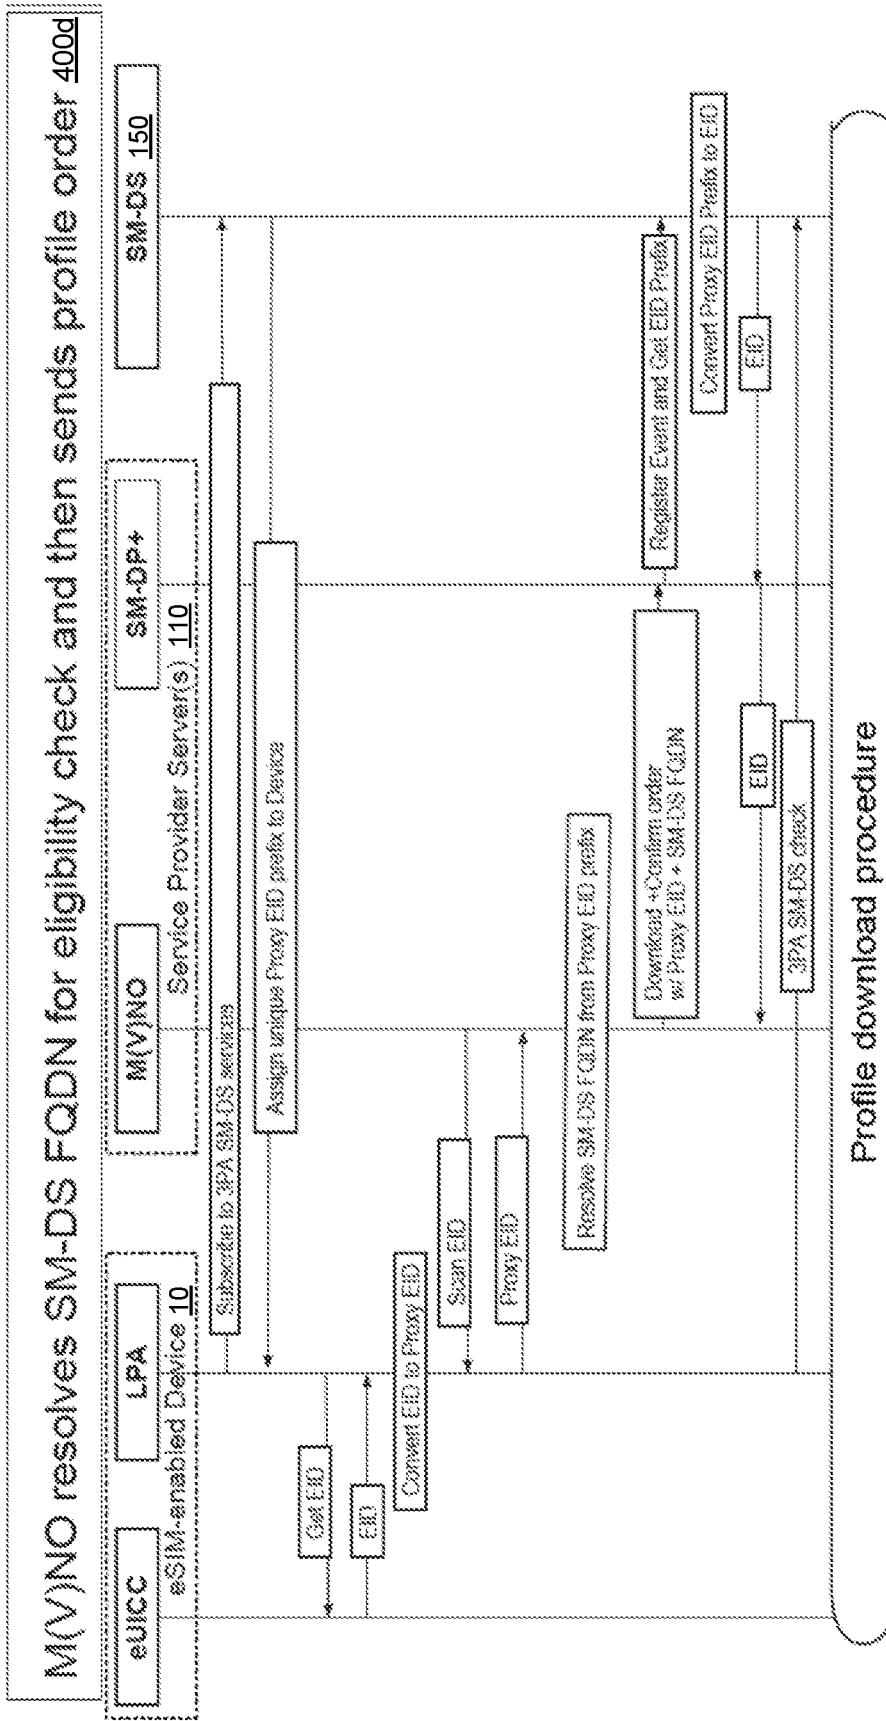 M(V)NO resolves SM-DS FQDN for eligibility check and then sends profile order 400d
eUICC
LPA
M(V)NO
SM-DP+
SM-DS 150
eSIM-enabled Device 10
Service Provider Server(s) 110
Subscribe to 3PA SM-DS services
Assign unique Proxy EID prefix to Device
Get EID
EID
Convert EID to Proxy EID
Scan EID
Proxy EID
Resolve SM-DS FQDN from Proxy EID prefix
Download +Confirm order
w/ Proxy EID + SM-DS FQDN
Register Event and Get EID Prefix
Convert Proxy EID Prefix to EID
EID
EID
3PA SM-DS check
Profile download procedure